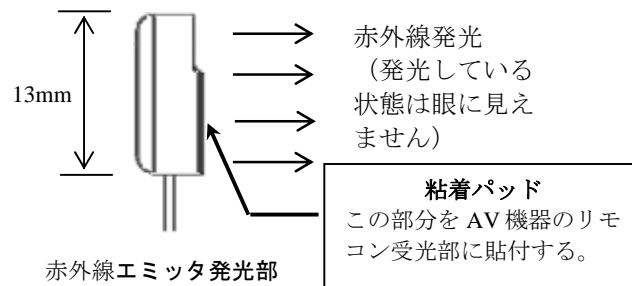 13mm
赤外線発光
（発光している
状態は眼に見え
ません）
粘着パッド
この部分を AV 機器のリモ
コン受光部に貼付する。
赤外線エミッタ発光部